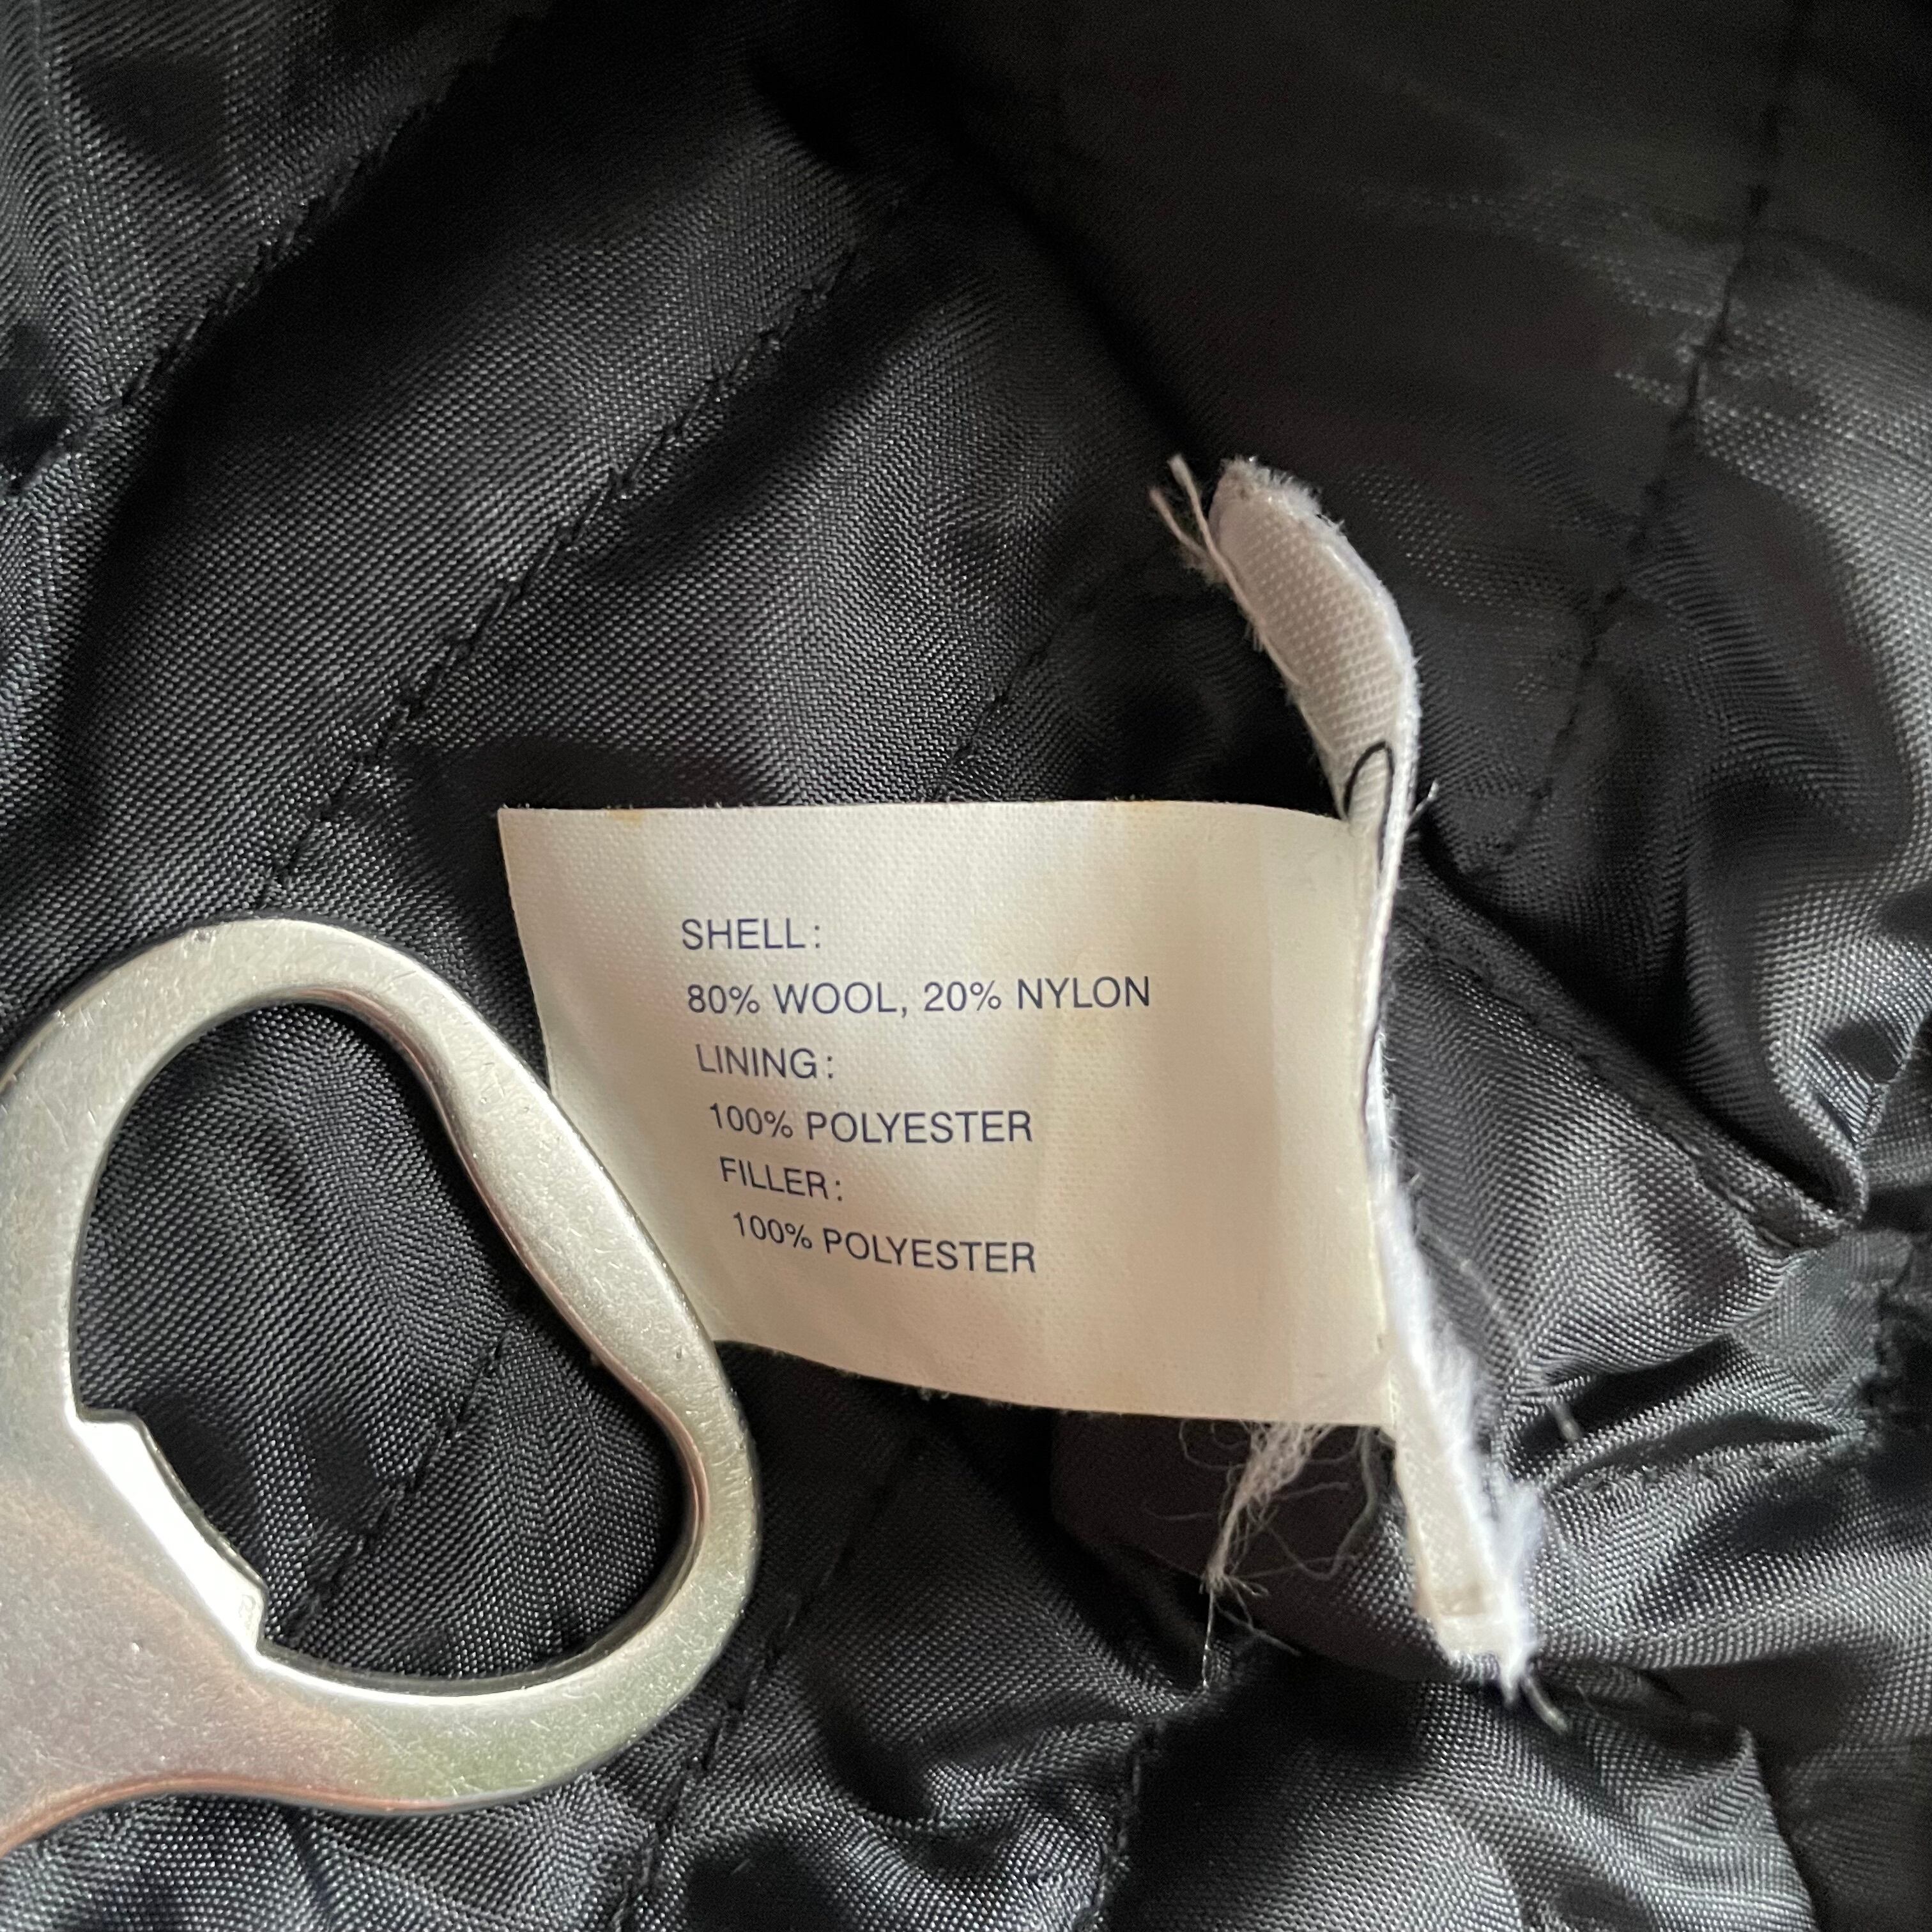 SHELL:
80% WOOL, 20% NYLON
LINING:
100% POLYESTER
FILLER:
100% POLYESTER